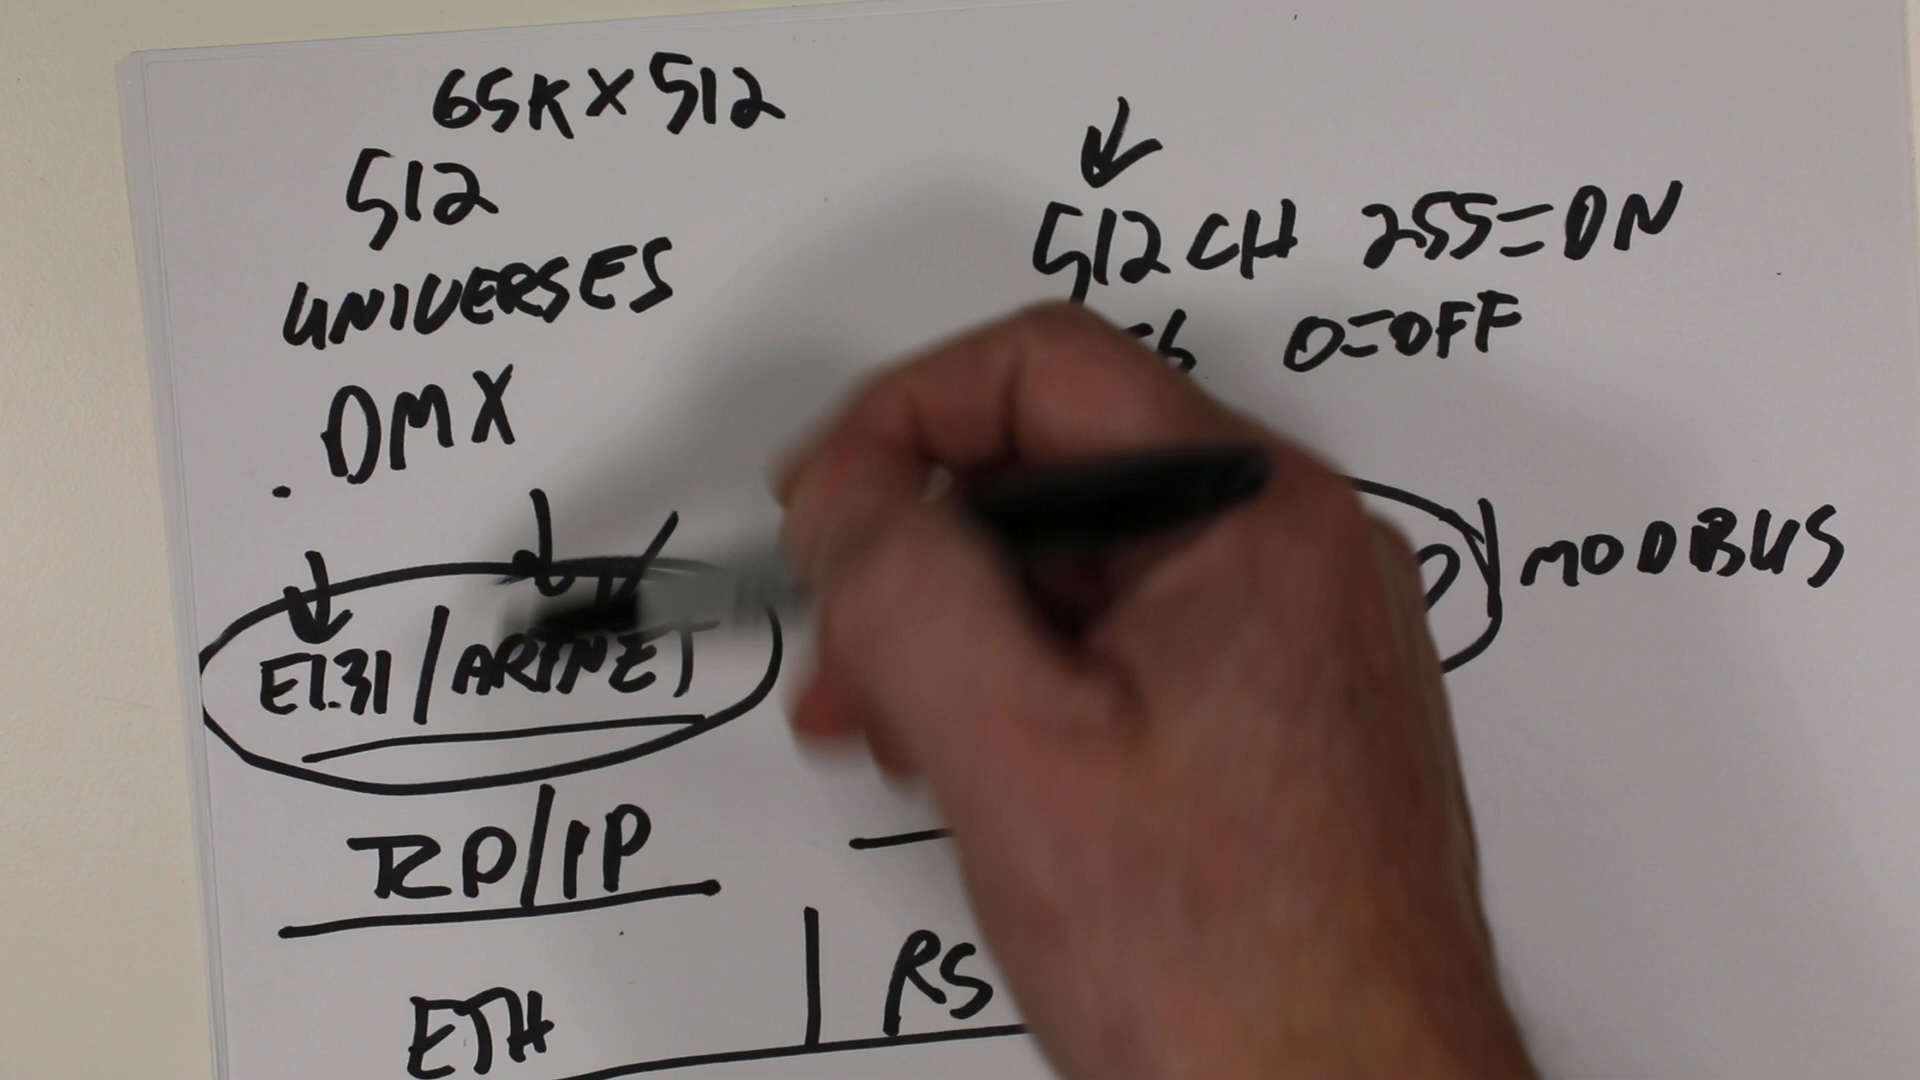 65K X 512
512
UNIVERSES
DMX
512 CH 255=ON
0=OFF
E1.31/ARTNET
MODBUS
TCP/IP
ETH
RS